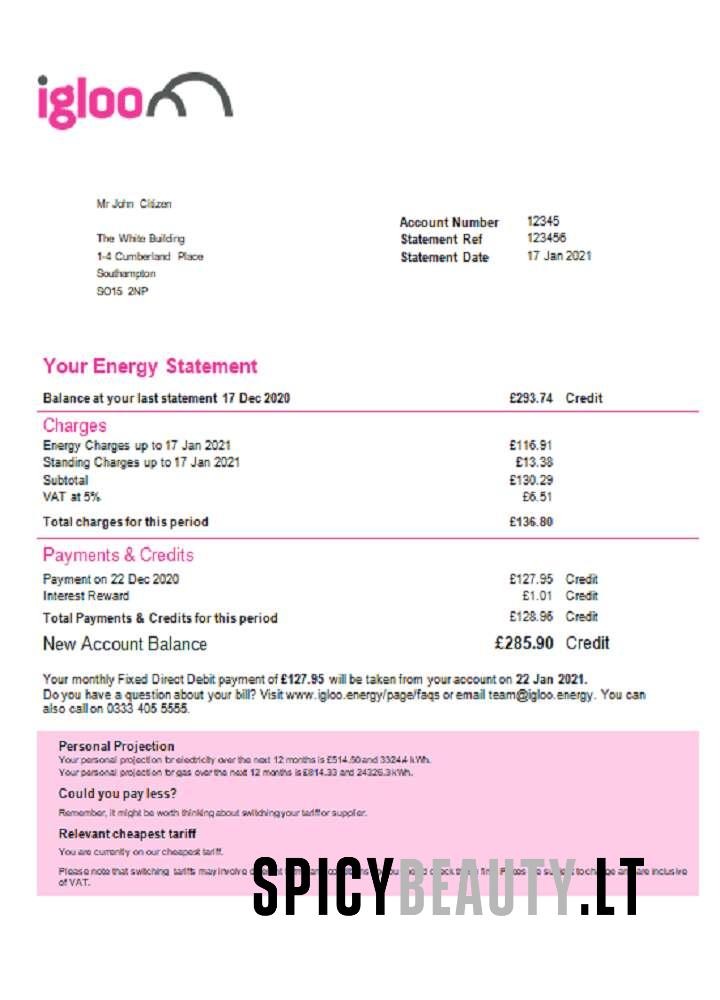 igloo
Mr John Citizen
The White Building
1-4 Cumberland Place
Southampton
SO15 2NP
Account Number 12345
Statement Ref 123456
Statement Date 17 Jan 2021
Your Energy Statement
Balance at your last statement 17 Dec 2020 £293.74 Credit
Charges
Energy Charges up to 17 Jan 2021 £116.91
Standing Charges up to 17 Jan 2021 £13.38
Subtotal £130.29
VAT at 5% £6.51
Total charges for this period £136.80
Payments & Credits
Payment on 22 Dec 2020 £127.95 Credit
Interest Reward £1.01 Credit
Total Payments & Credits for this period £128.96 Credit
New Account Balance £285.90 Credit
Your monthly Fixed Direct Debit payment of £127.95 will be taken from your account on 22 Jan 2021.
Do you have a question about your bill? Visit www.igloo.energy/page/faqs or email team@igloo.energy. You can
also call on 0333 405 5555.
Personal Projection
Your personal projection for electricity over the next 12 months is £514.50 and 3324.4 kWh.
Your personal projection for gas over the next 12 months is £814.33 and 24326.3 kWh.
Could you pay less?
Remember, it might be worth thinking about switching your tariff or supplier.
Relevant cheapest tariff
You are currently on our cheapest tariff.
Please note that switching tariffs may involve to change and are inclusive
of VAT.
SPICYBEAUTY.LT